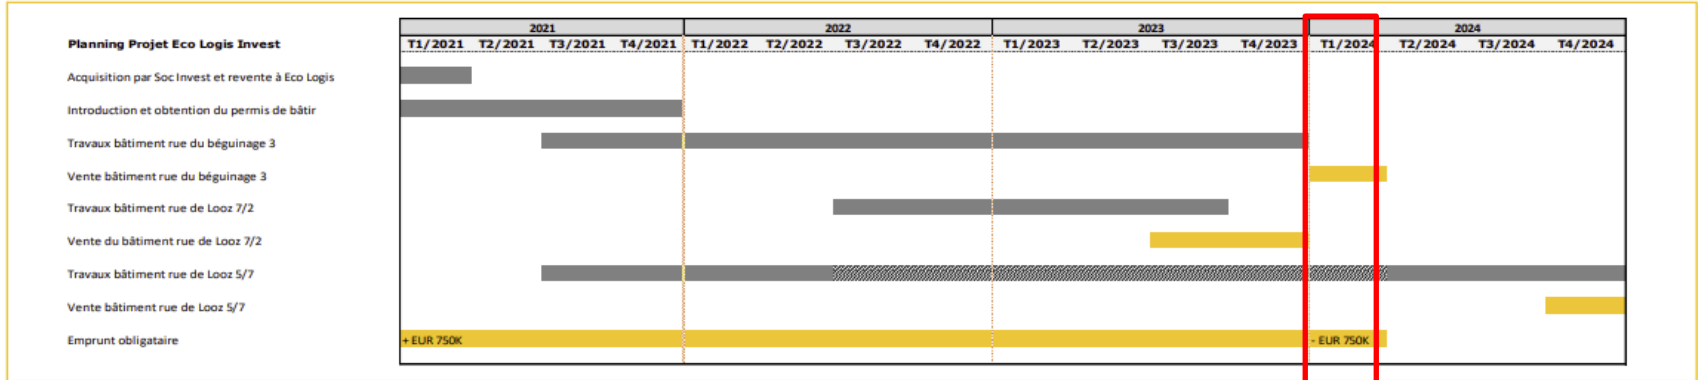 2021 2022 2023 2024
Planning Projet Eco Logis Invest T1/2021 T2/2021 T3/2021 T4/2021 T1/2022 T2/2022 T3/2022 T4/2022 T1/2023 T2/2023 T3/2023 T4/2023 T1/2024 T2/2024 T3/2024 T4/2024
Acquisition par Soc Invest et revente à Eco Logis
Introduction et obtention du permis de bâtir
Travaux bâtiment rue du béguinage 3
Vente bâtiment rue du béguinage 3
Travaux bâtiment rue de Looz 7/2
Vente du bâtiment rue de Looz 7/2
Travaux bâtiment rue de Looz 5/7
Vente bâtiment rue de Looz 5/7
Emprunt obligataire + EUR 750K - EUR 750K